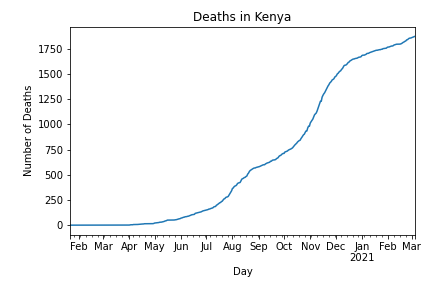 Deaths in Kenya
Number of Deaths
1750
1500
1250
1000
750
500
250
0
Feb Mar Apr May Jun Jul Aug Sep Oct Nov Dec Jan Feb Mar
2021
Day